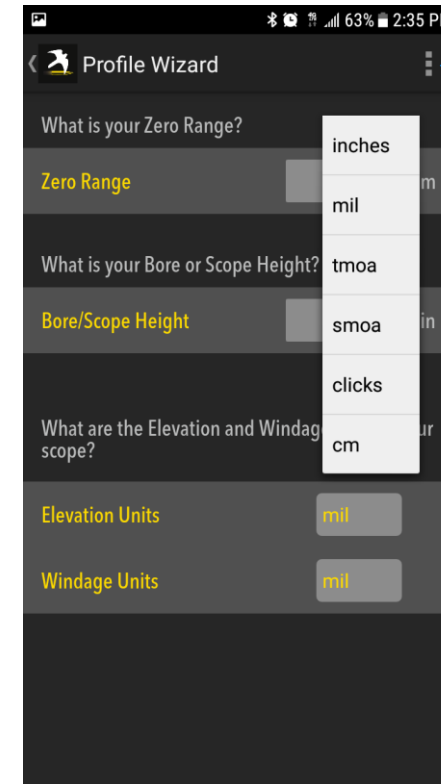 63% 2:35 P
Profile Wizard
What is your Zero Range?
Zero Range m
What is your Bore or Scope Height?
Bore/Scope Height in
What are the Elevation and Windag ur
scope?
inches
mil
tmoa
smoa
clicks
cm
Elevation Units mil
Windage Units mil